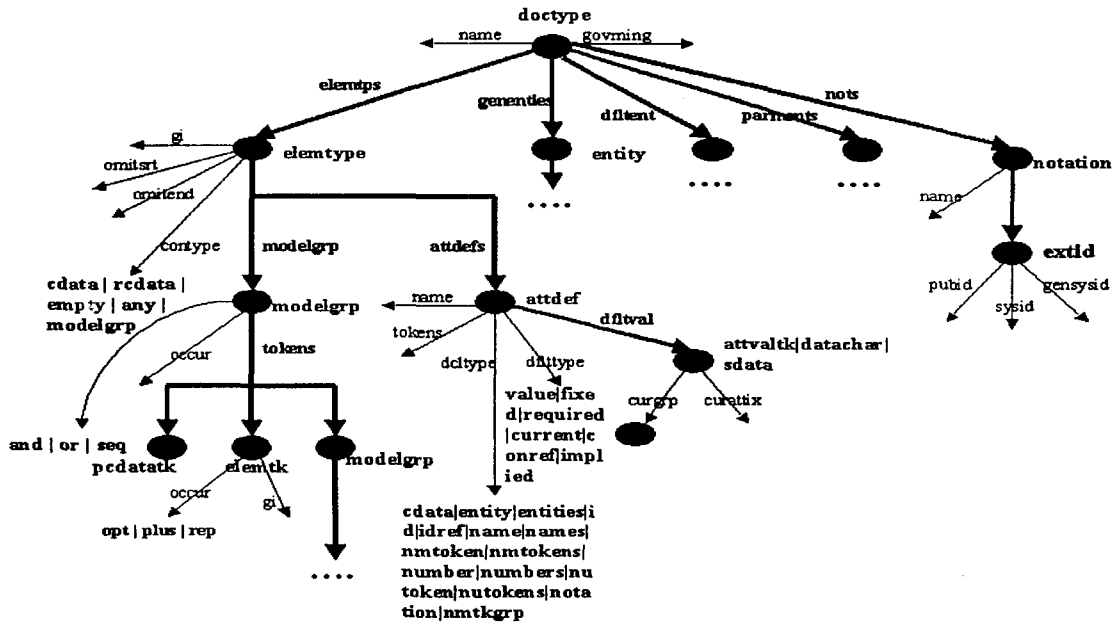 doctype
name
govrning
elemtps
genenties
dfltent
parments
nots
gi
elemtype
entity
notation
omitsrt
omitend
name
contype
modelgrp
attdefs
extid
cdata | rcdata |
empty | any |
modelgrp
modelgrp
name
attdef
pubid
sysid
gensysid
dfltval
tokens
occur
tokens
dcltype
dflttype
attvaltk|datachar|
sdata
value|fixe
d|required
|current|c
onref|impl
ied
curgrp
curattix
and | or | seq
pcdatatk
elemtk
modelgrp
occur
gi
opt | plus | rep
cdata|entity|entities|i
d|idref|name|names|
nmtoken|nmtokens|
number|numbers|nu
token|nutokens|nota
tion|nmtkgrp